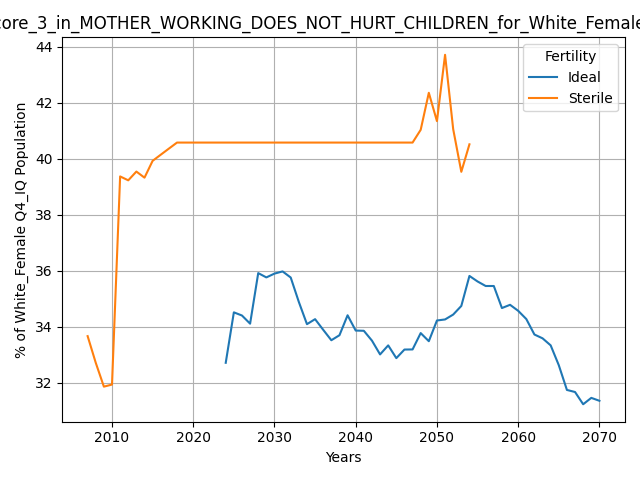 core_3_in_MOTHER_WORKING_DOES_NOT_HURT_CHILDREN_for_White_Female
Fertility
Ideal
Sterile
% of White_Female Q4_IQ Population
44
42
40
38
36
34
32
2010
2020
2030
2040
2050
2060
2070
Years